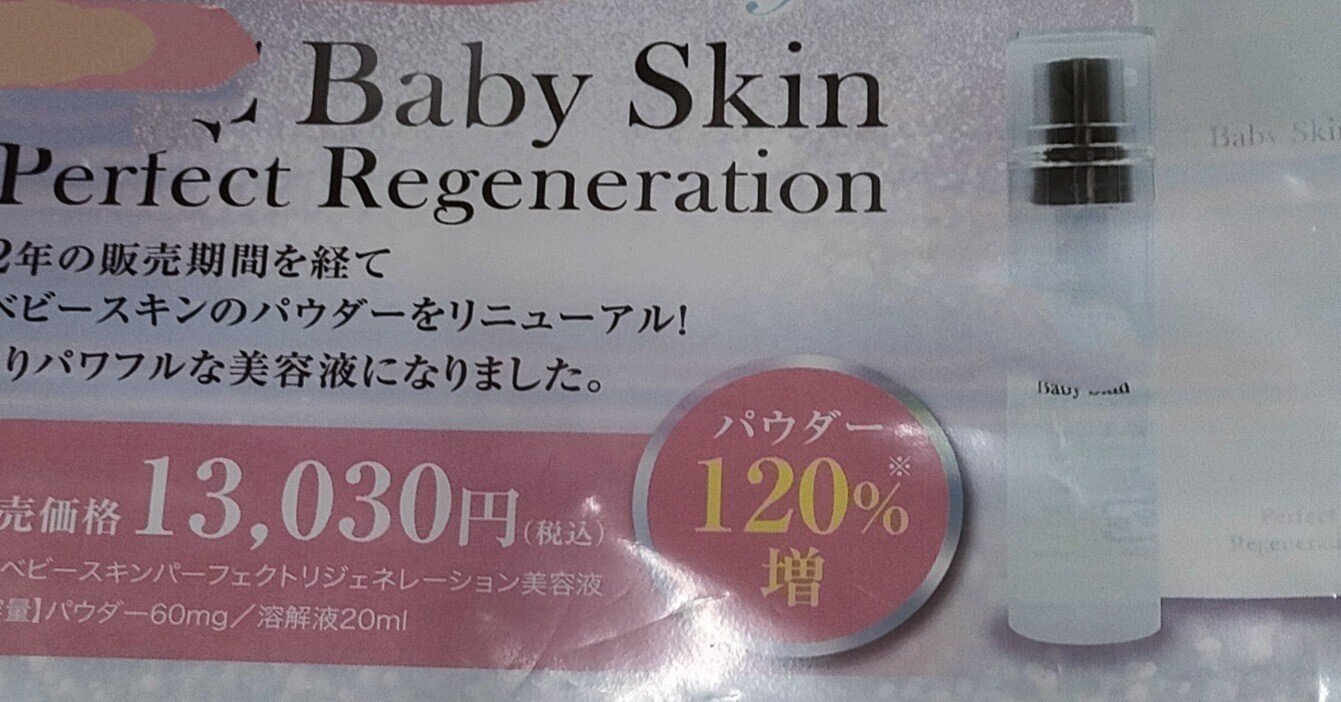 Baby Skin
Perfect Regeneration
2年の販売期間を経て
ベビースキンのパウダーをリニューアル!
りパワフルな美容液になりました。
売価格 13,030円(税込)
ベビースキンパーフェクトリジェネレーション美容液
量】パウダー60mg/溶解液20ml
パウダー
120%※
増
Baby Skin
Baby Ski
Perfect
Regenerati